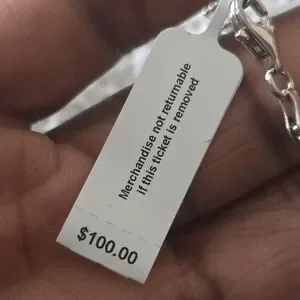 Merchandise not returnable
if this ticket is removed
$100.00